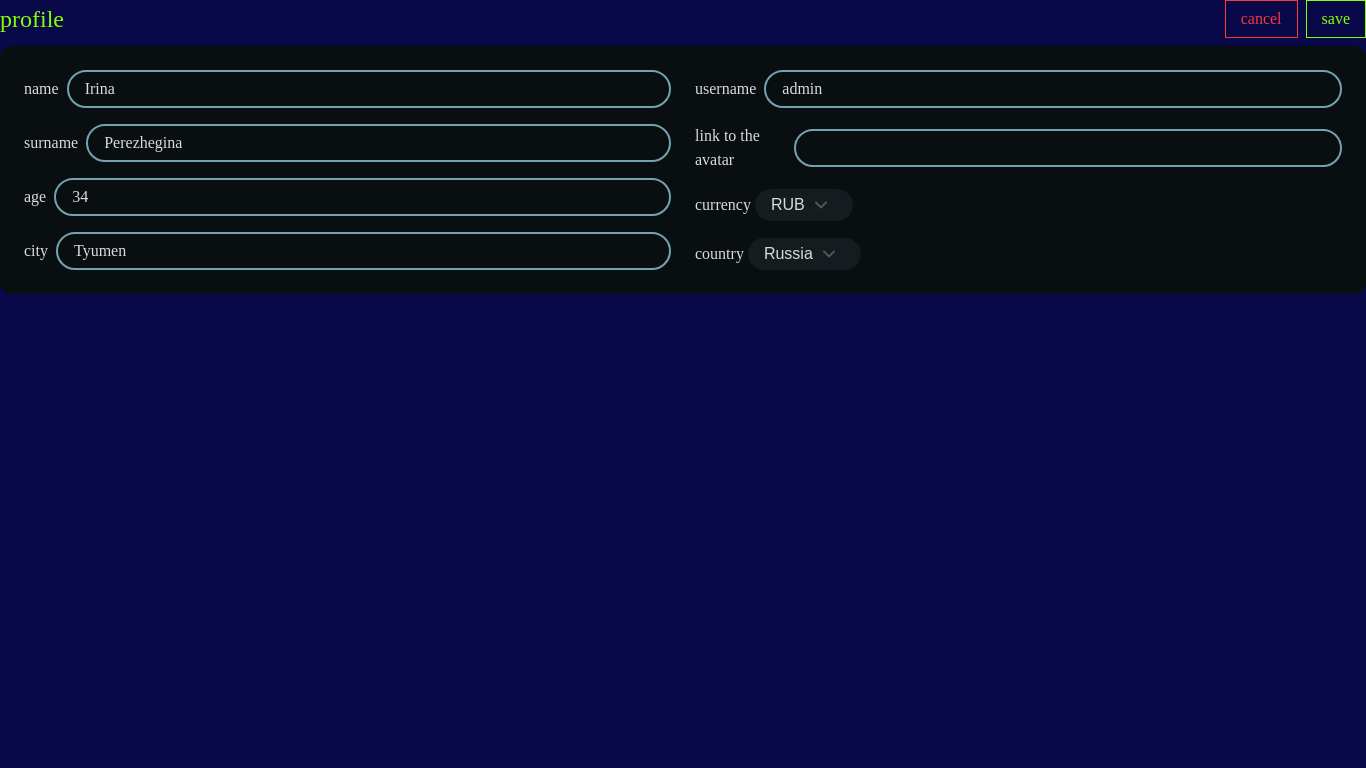 profile
cancel
save
name
Irina
surname
Perezhegina
age
34
city
Tyumen
username
admin
link to the
avatar
currency
RUB
country
Russia